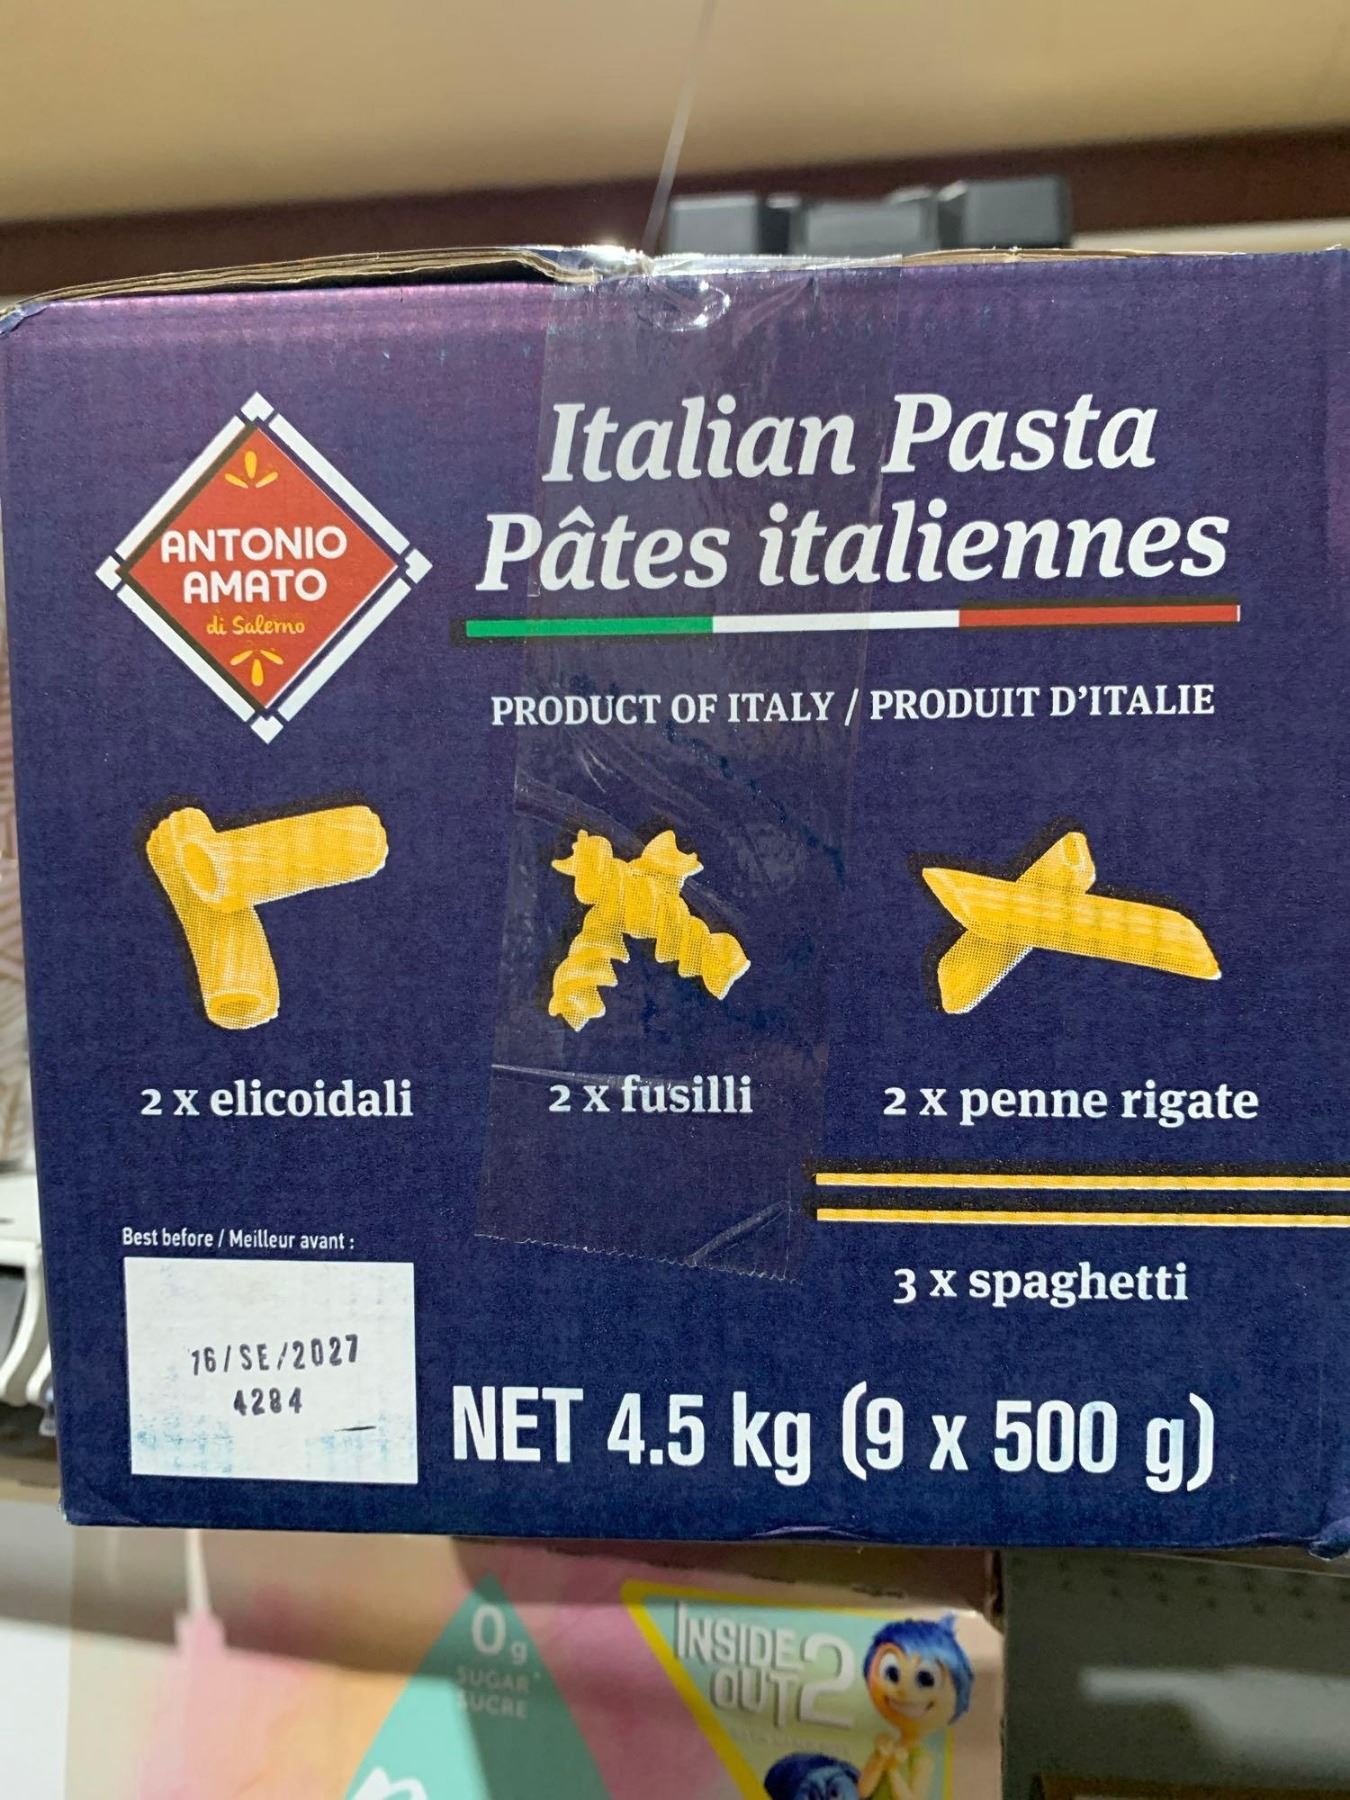 Italian Pasta
Pâtes italiennes
ANTONIO
AMATO
di Salerno
PRODUCT OF ITALY / PRODUIT D'ITALIE
2 x elicoidali
2 x fusilli
2 x penne rigate
3 x spaghetti
Best before / Meilleur avant :
16/SE/2027
4284
NET 4.5 kg (9 x 500 g)
0g
SUGAR*
SUCRE
INSIDE
OUT 2